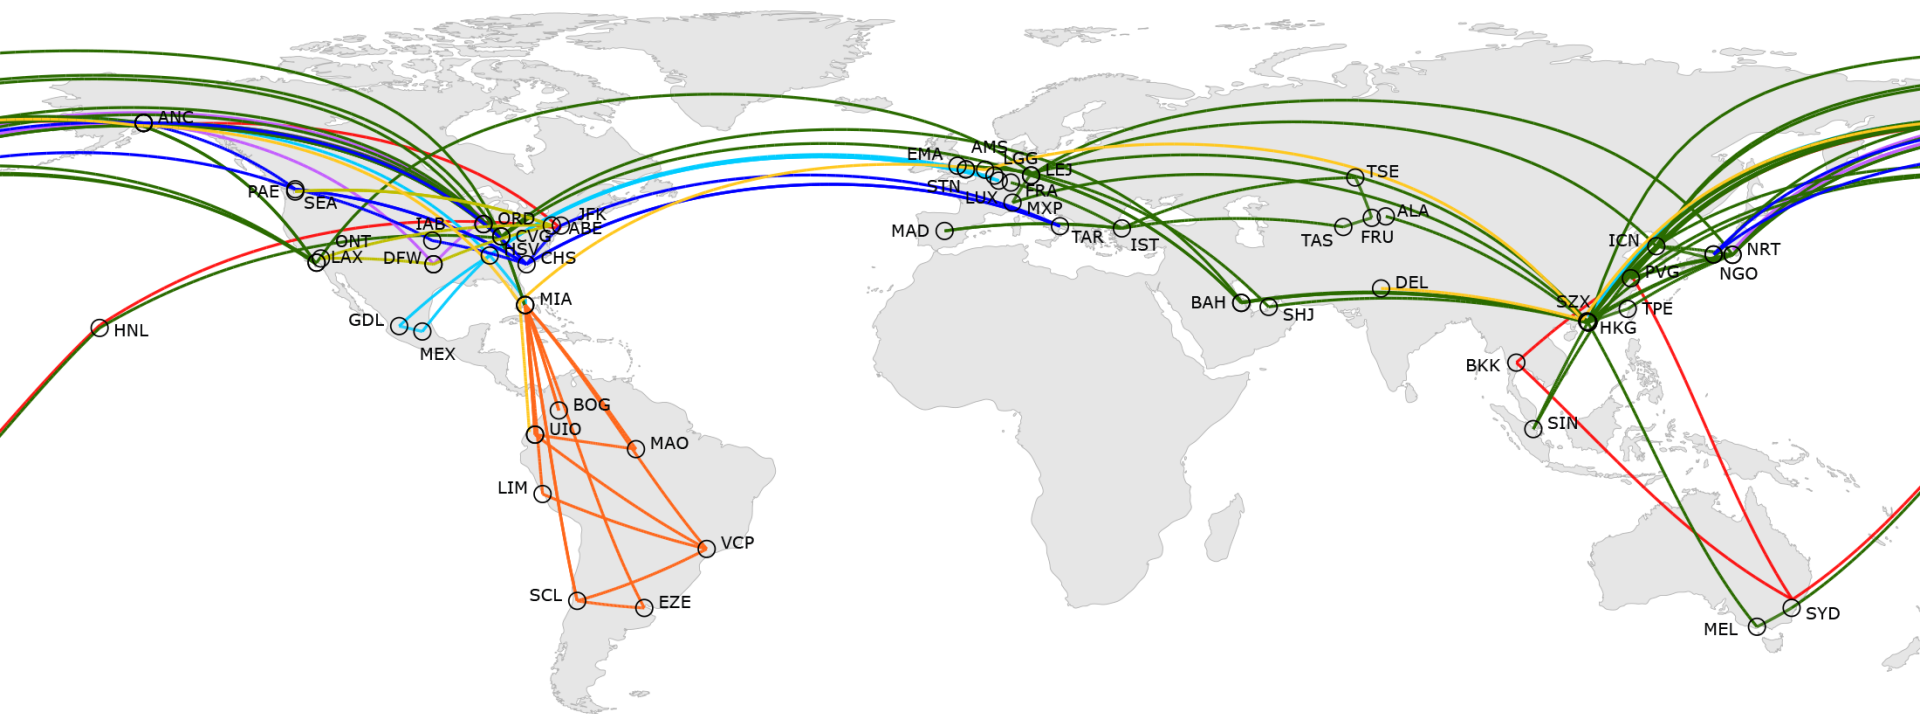 ANC
AMS
EMA
LGG
LEJ
TSE
STN
FRA
PAE
SEA
LUX
MXP
IAB
ORD
JFK
ABE
ALA
MAD
TAR
IST
TAS
FRU
ICN
ONT
CVG
HSV
CHS
LAX
DFW
NRT
NGO
PVG
DEL
MIA
BAH
SHJ
SZX
TPE
GDL
HNL
HKG
MEX
BKK
BOG
UIO
SIN
MAO
LIM
VCP
SCL
EZE
SYD
MEL